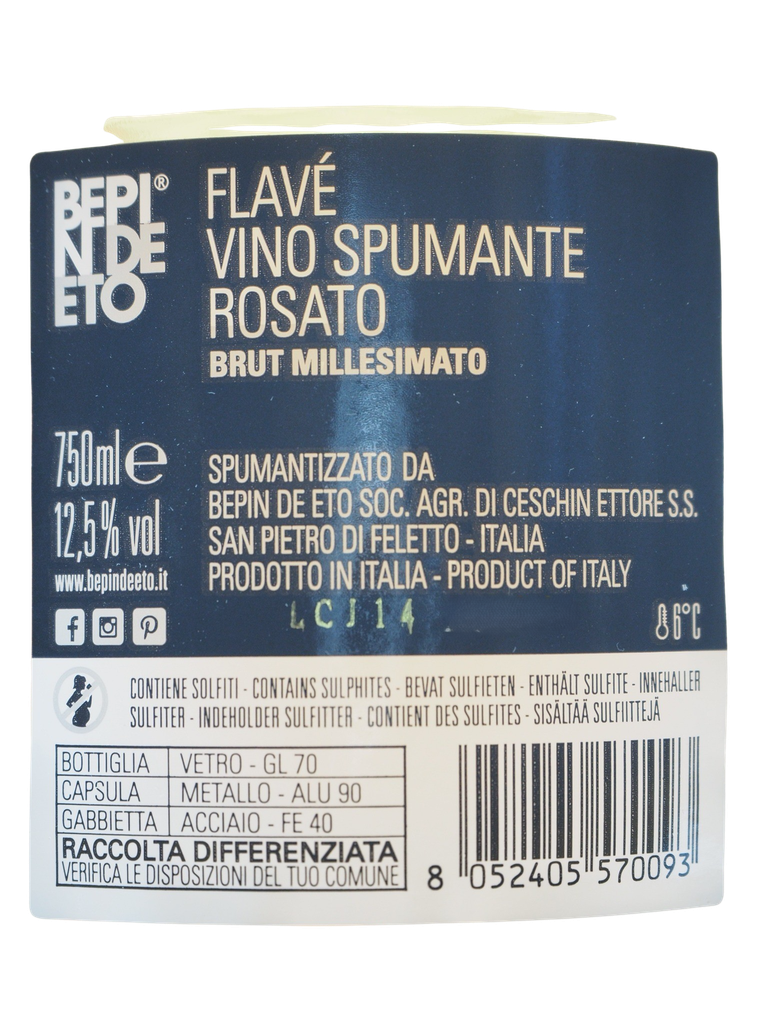 BEPI
N DE
ETO®
FLAVÉ
VINO SPUMANTE
ROSATO
BRUT MILLESIMATO
750ml e
12,5% vol
www.bepindeeto.it
SPUMANTIZZATO DA
BEPIN DE ETO SOC. AGR. DI CESCHIN ETTORE S.S.
SAN PIETRO DI FELETTO - ITALIA
PRODOTTO IN ITALIA - PRODUCT OF ITALY
LCJ14
6°C
CONTIENE SOLFITI - CONTAINS SULPHITES - BEVAT SULFIETEN - ENTHÄLT SULFITE - INNEHALLER
SULFITER - INDEHOLDER SULFITTER - CONTIENT DES SULFITES - SISÄLTÄÄ SULFIITTEJÄ
BOTTIGLIA VETRO - GL 70
CAPSULA METALLO - ALU 90
GABBIETTA ACCIAIO - FE 40
RACCOLTA DIFFERENZIATA
VERIFICA LE DISPOSIZIONI DEL TUO COMUNE
8 052405 570093